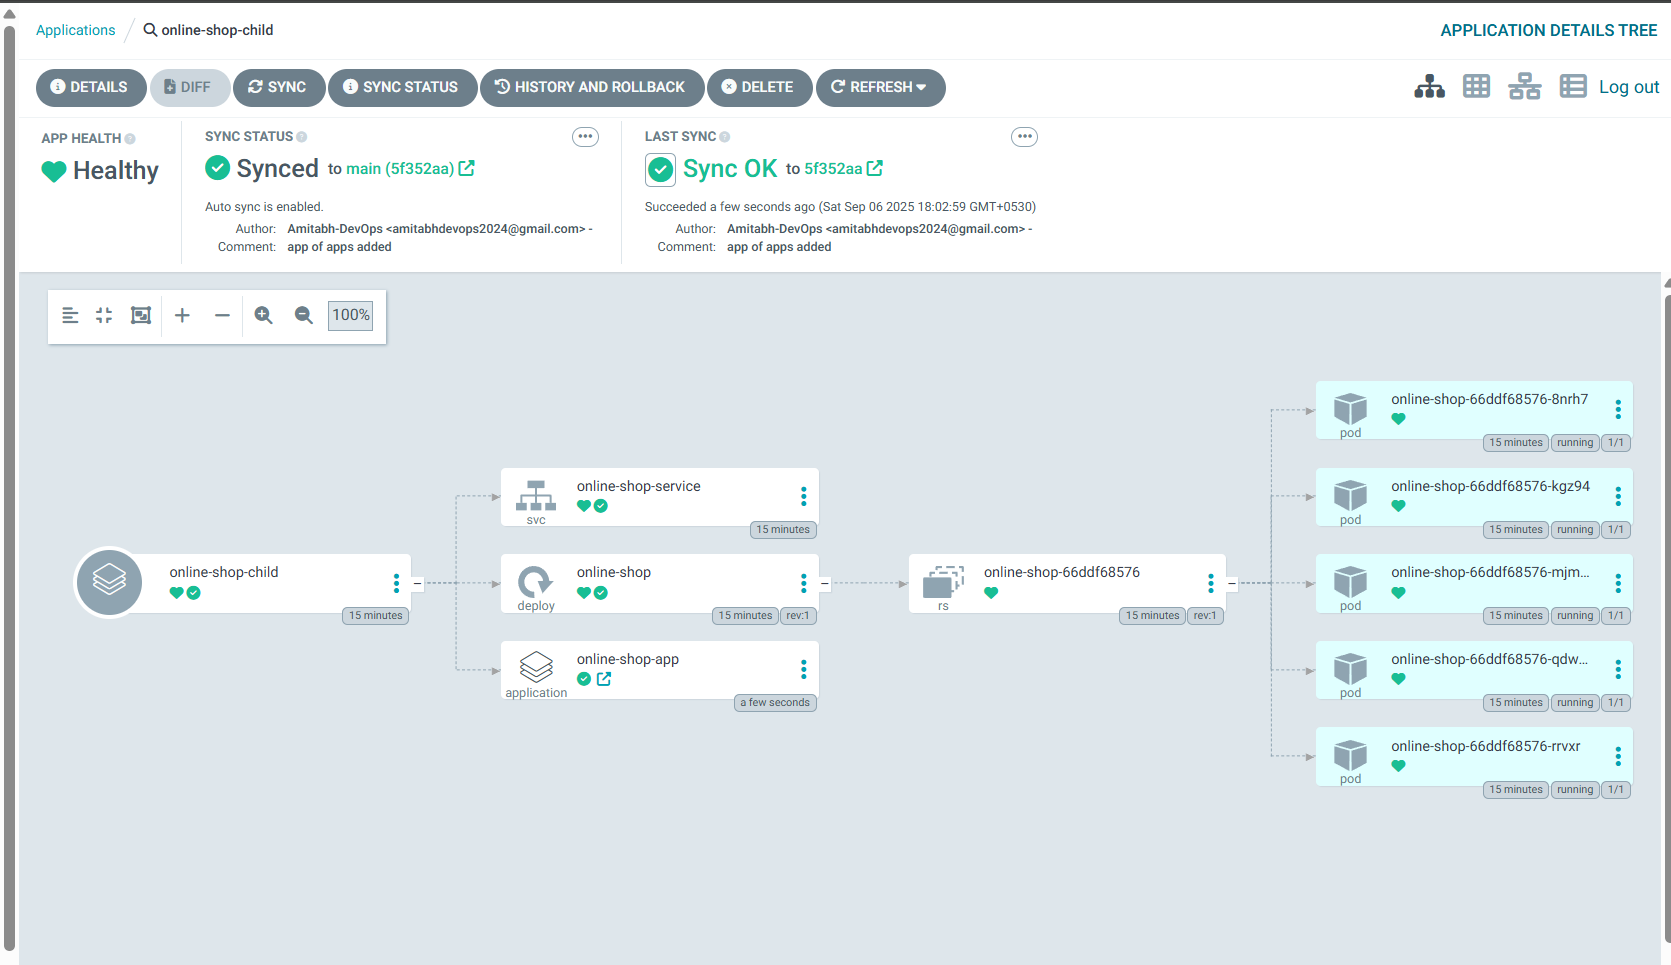 Applications / online-shop-child
APPLICATION DETAILS TREE
DETAILS
DIFF
SYNC
SYNC STATUS
HISTORY AND ROLLBACK
DELETE
REFRESH
Log out
APP HEALTH
Healthy
SYNC STATUS
Synced to main (5f352aa)
Auto sync is enabled.
Author: Amitabh-DevOps <amitabhdevops2024@gmail.com> -
Comment: app of apps added
LAST SYNC
Sync OK to 5f352aa
Succeeded a few seconds ago (Sat Sep 06 2025 18:02:59 GMT+0530)
Author: Amitabh-DevOps <amitabhdevops2024@gmail.com> -
Comment: app of apps added
100%
online-shop-child
15 minutes
svc
online-shop-service
15 minutes
deploy
online-shop
15 minutes
rev:1
application
online-shop-app
a few seconds
rs
online-shop-66ddf68576
15 minutes
rev:1
pod
online-shop-66ddf68576-8nrh7
15 minutes
running
1/1
pod
online-shop-66ddf68576-kgz94
15 minutes
running
1/1
pod
online-shop-66ddf68576-mjm...
15 minutes
running
1/1
pod
online-shop-66ddf68576-qdw...
15 minutes
running
1/1
pod
online-shop-66ddf68576-rrvxr
15 minutes
running
1/1